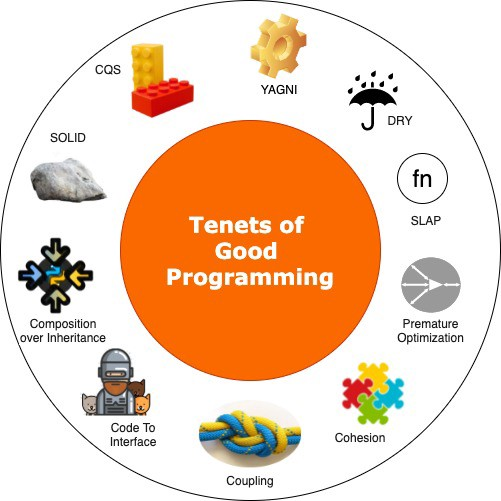 Tenets of
Good
Programming
YAGNI
DRY
fn
SLAP
Premature
Optimization
Cohesion
Coupling
Code To
Interface
Composition
over Inheritance
SOLID
CQS